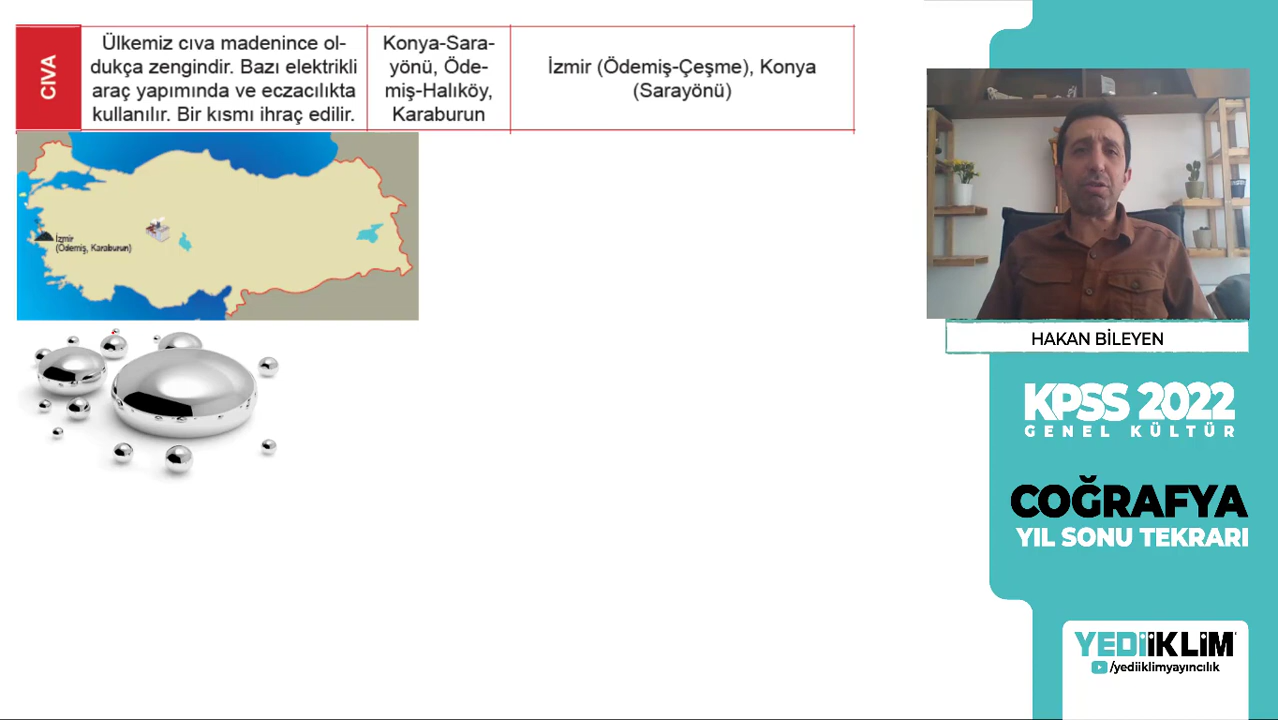 CIVA
Ülkemiz cıva madenince ol-
dukça zengindir. Bazı elektrikli
araç yapımında ve eczacılıkta
kullanılır. Bir kısmı ihraç edilir.
Konya-Sara-
yönü, Öde-
miş-Halıköy,
Karaburun
İzmir (Ödemiş-Çeşme), Konya
(Sarayönü)
İzmir
(Ödemiş, Karaburun)
HAKAN BİLEYEN
KPSS 2022
GENEL KÜLTÜR
COĞRAFYA
YIL SONU TEKRARI
YEDİİKLİM
/yediiklimyayıncılık